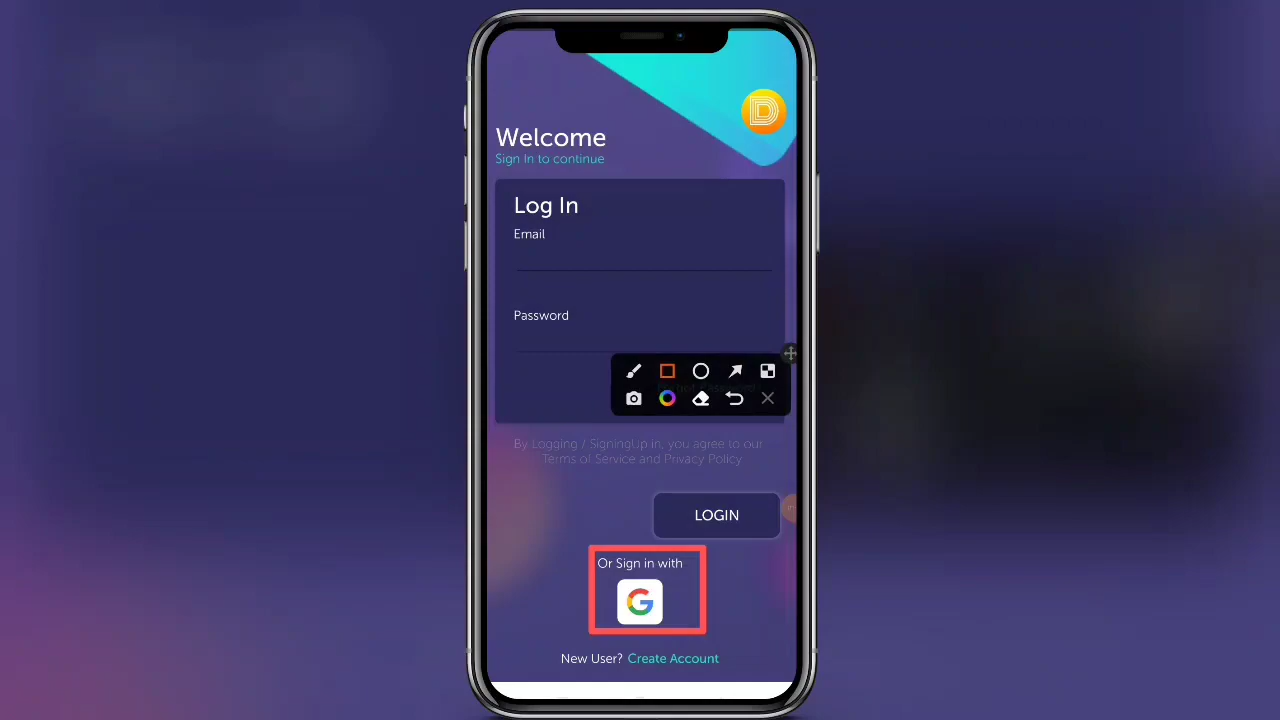 Welcome
Sign In to continue
Log In
Email
Password
By Logging / SigningUp in, you agree to our
Terms of Service and Privacy Policy
LOGIN
Or Sign in with
New User? Create Account